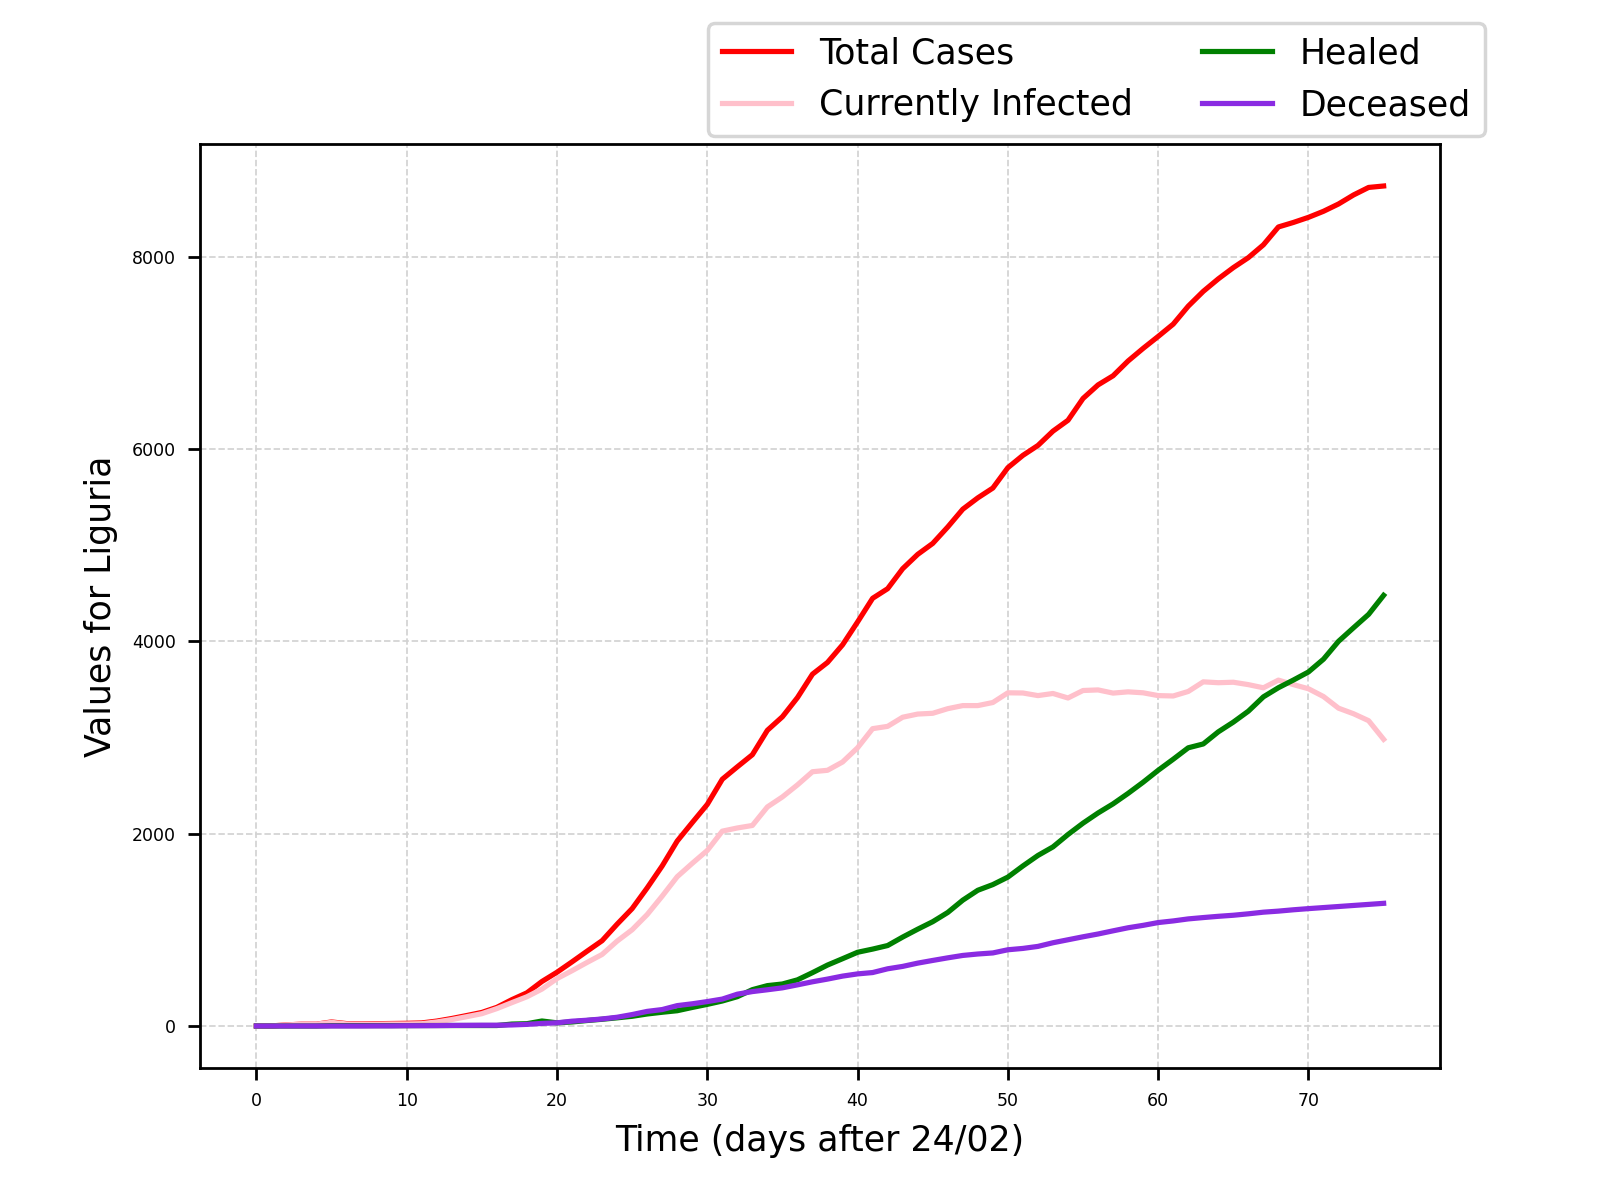 Total Cases
Currently Infected
Healed
Deceased
8000
6000
4000
2000
0
Values for Liguria
0 10 20 30 40 50 60 70
Time (days after 24/02)